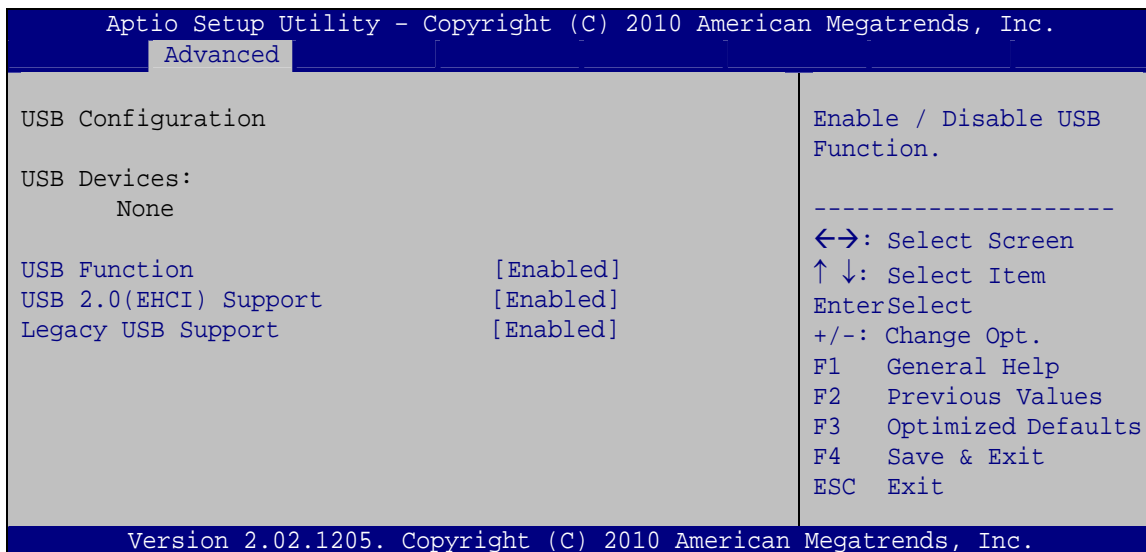 Aptio Setup Utility – Copyright (C) 2010 American Megatrends, Inc.
Advanced
USB Configuration
USB Devices:
None
USB Function [Enabled]
USB 2.0(EHCI) Support [Enabled]
Legacy USB Support [Enabled]
Enable / Disable USB
Function.
---------------------
←→: Select Screen
↑ ↓: Select Item
EnterSelect
+/-: Change Opt.
F1 General Help
F2 Previous Values
F3 Optimized Defaults
F4 Save & Exit
ESC Exit
Version 2.02.1205. Copyright (C) 2010 American Megatrends, Inc.